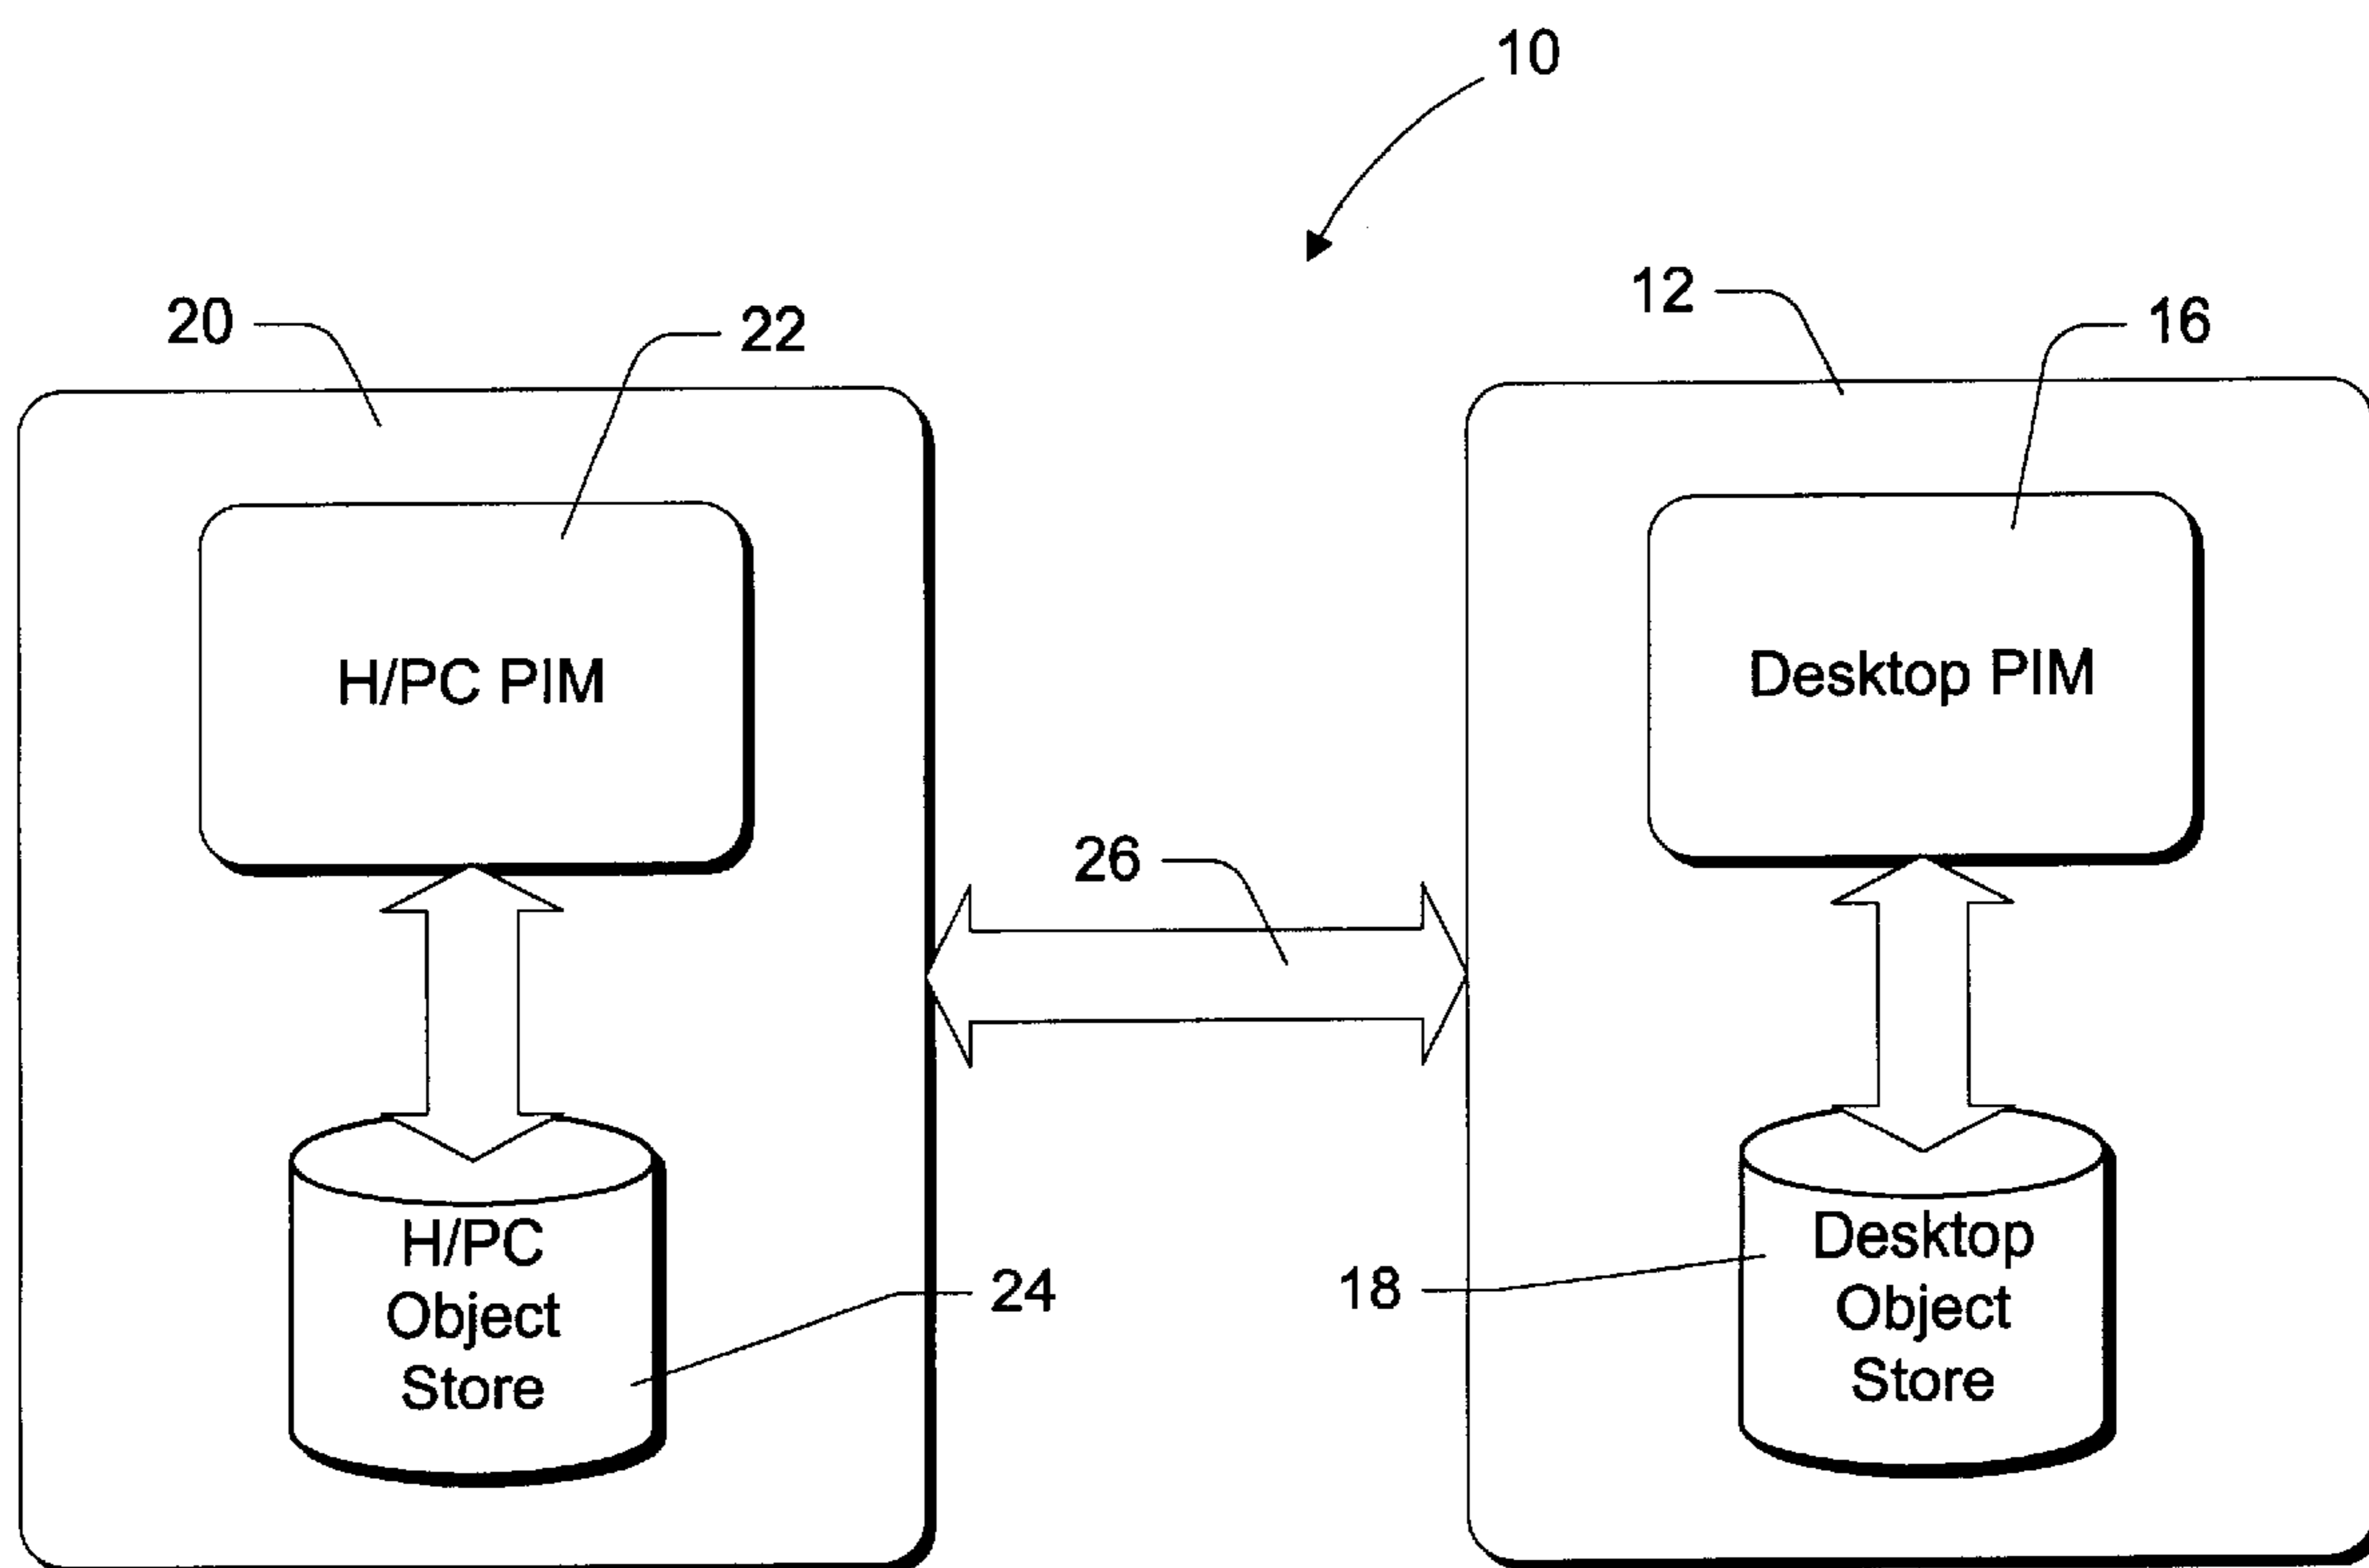 10
20
22
12
16
H/PC PIM
Desktop PIM
26
H/PC
Object
Store
24
18
Desktop
Object
Store